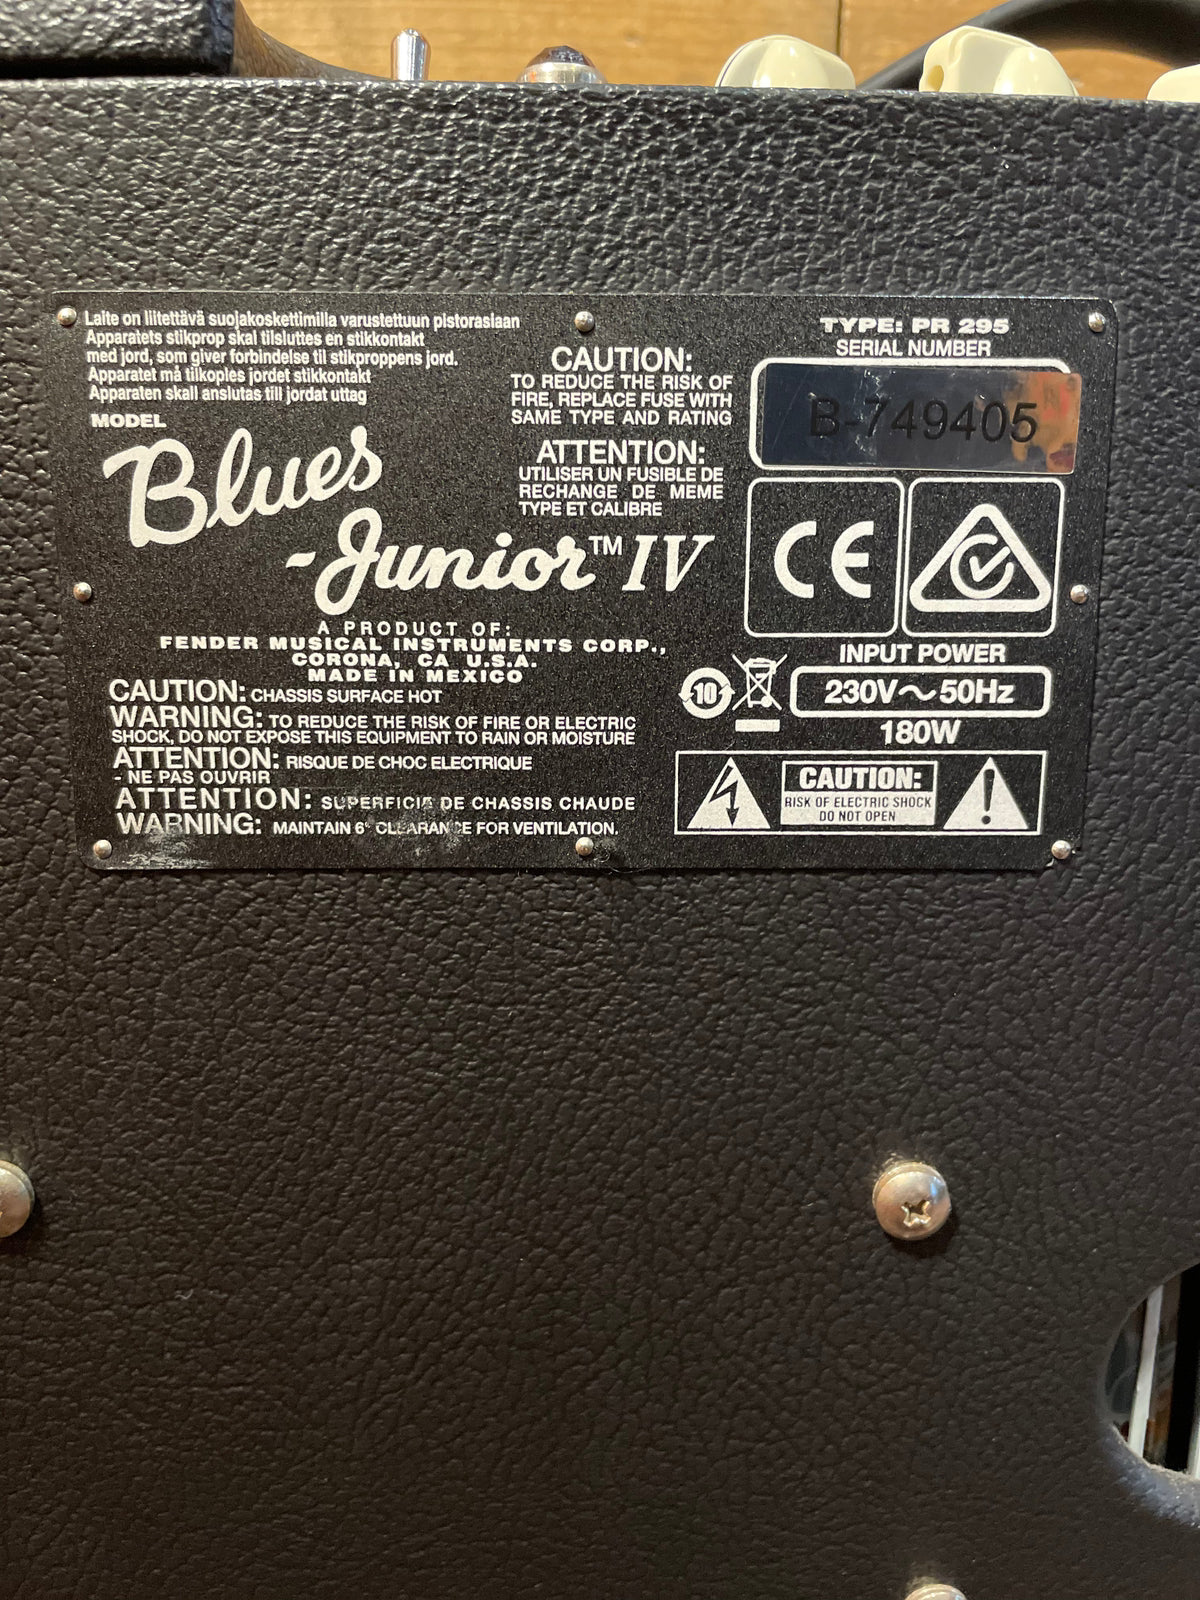 Laite on liitettävä suojakoskettimilla varustettuun pistorasiaan
Apparatets stikprop skal tilsluttes en stikkontakt
med jord, som giver forbindelse til stikproppens jord.
Apparatet må tilkoples jordet stikkontakt
Apparaten skall anslutas till jordat uttag
MODEL
Blues
-Junior™ IV
A PRODUCT OF:
FENDER MUSICAL INSTRUMENTS CORP.,
CORONA, CA U.S.A.
MADE IN MEXICO
CAUTION: CHASSIS SURFACE HOT
WARNING: TO REDUCE THE RISK OF FIRE OR ELECTRIC
SHOCK, DO NOT EXPOSE THIS EQUIPMENT TO RAIN OR MOISTURE
ATTENTION: RISQUE DE CHOC ELECTRIQUE
- NE PAS OUVRIR
ATTENTION: SUPERFICIE DE CHASSIS CHAUDE
WARNING: MAINTAIN 6" CLEARANCE FOR VENTILATION.
CAUTION:
TO REDUCE THE RISK OF
FIRE, REPLACE FUSE WITH
SAME TYPE AND RATING
ATTENTION:
UTILISER UN FUSIBLE DE
RECHANGE DE MEME
TYPE ET CALIBRE
TYPE: PR 295
SERIAL NUMBER
B-749405
CE
INPUT POWER
10
230V~50Hz
180W
CAUTION:
RISK OF ELECTRIC SHOCK
DO NOT OPEN